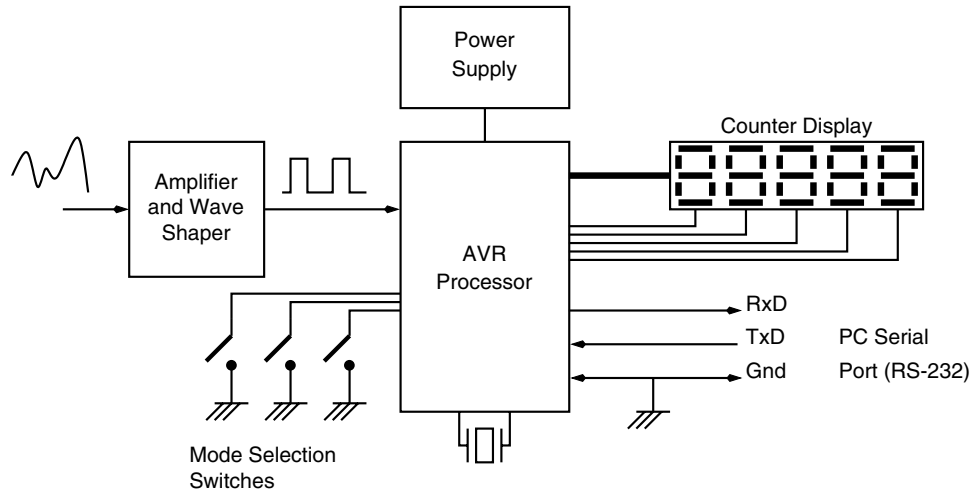 Power
Supply
Counter Display
Amplifier
and Wave
Shaper
AVR
Processor
RxD
TxD
PC Serial
Gnd
Port (RS-232)
Mode Selection
Switches